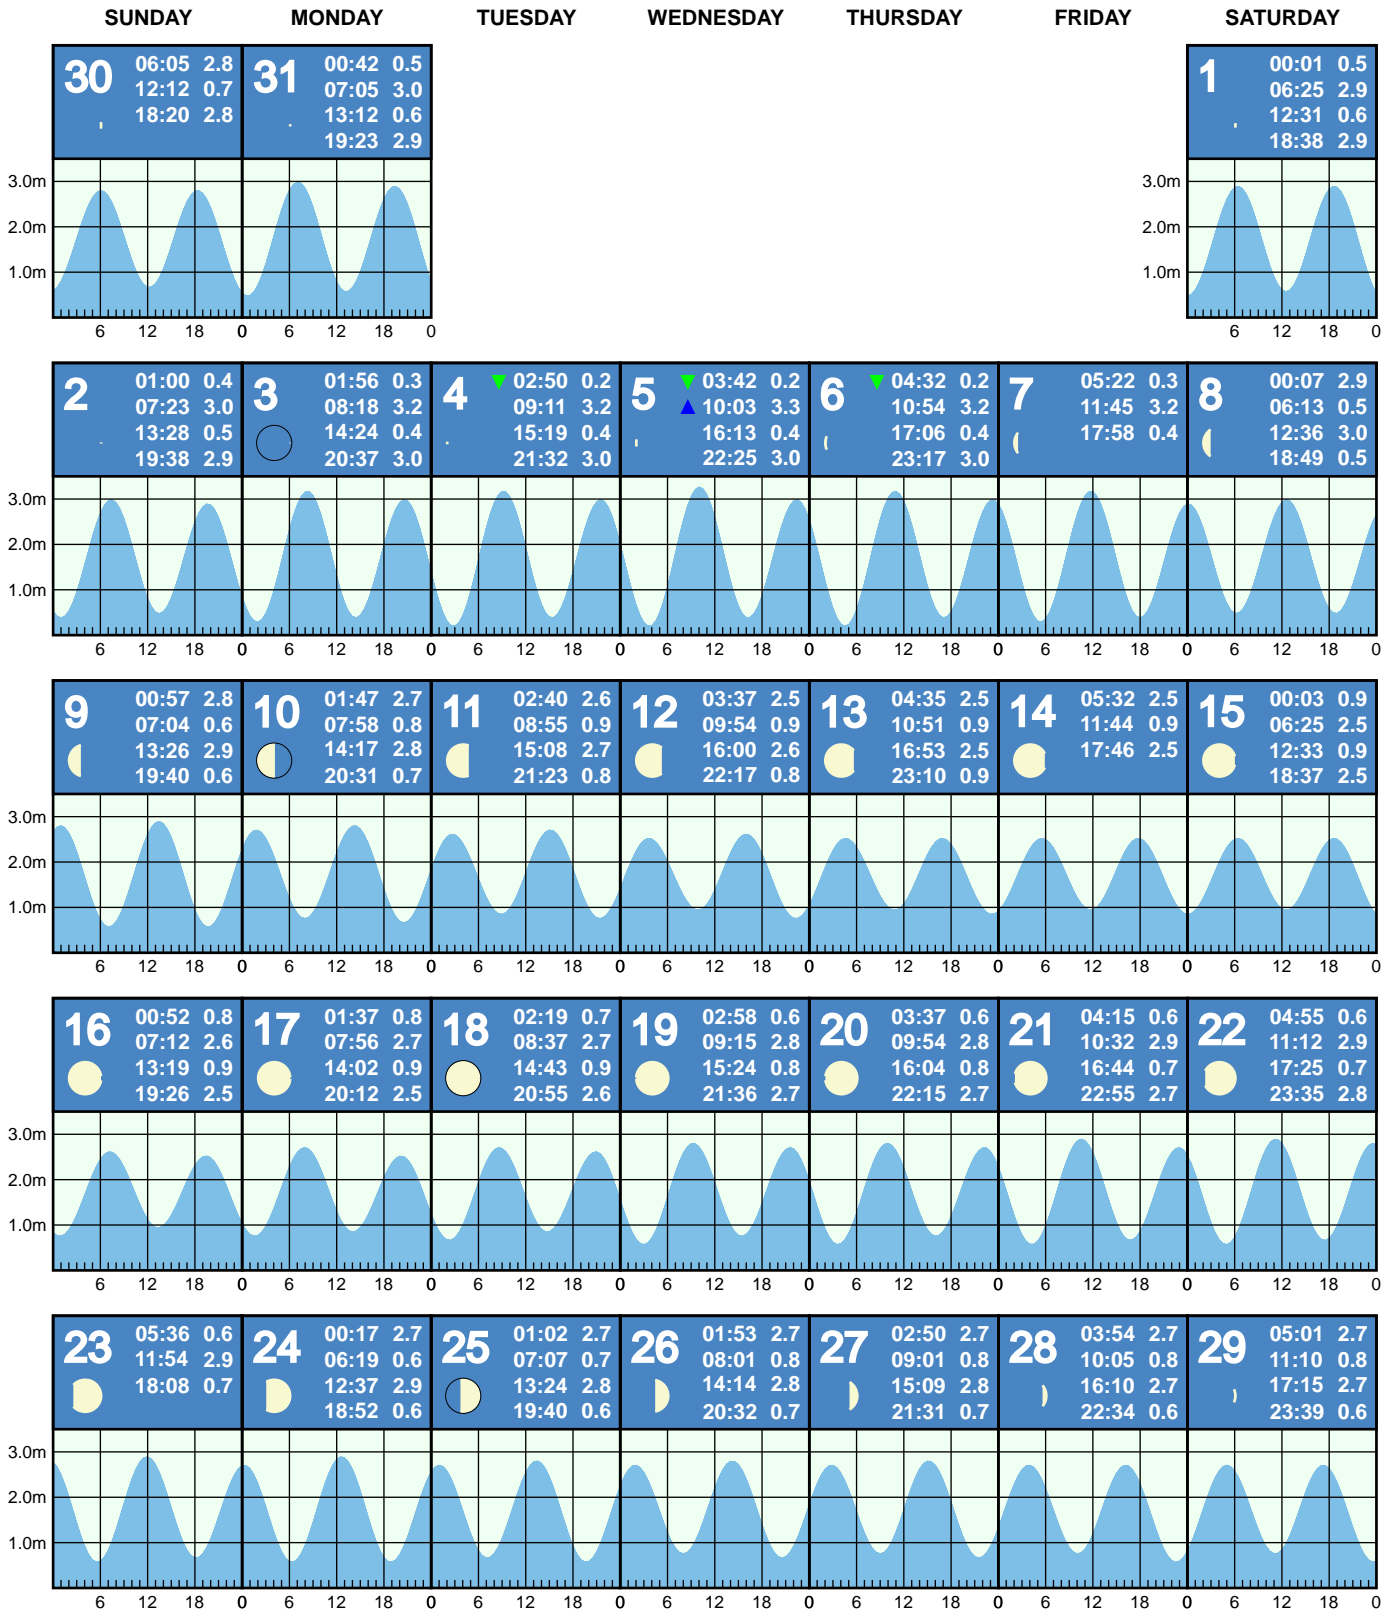 SUNDAY MONDAY TUESDAY WEDNESDAY THURSDAY FRIDAY SATURDAY
30 06:05 2.8
12:12 0.7
18:20 2.8
31 00:42 0.5
07:05 3.0
13:12 0.6
19:23 2.9
1 00:01 0.5
06:25 2.9
12:31 0.6
18:38 2.9
3.0m 3.0m
2.0m 2.0m
1.0m 1.0m
6 12 18 0 6 12 18 0 6 12 18 0
2 01:00 0.4
07:23 3.0
13:28 0.5
19:38 2.9
3 01:56 0.3
08:18 3.2
14:24 0.4
20:37 3.0
4 02:50 0.2
09:11 3.2
15:19 0.4
21:32 3.0
5 03:42 0.2
10:03 3.3
16:13 0.4
22:25 3.0
6 04:32 0.2
10:54 3.2
17:06 0.4
23:17 3.0
7 05:22 0.3
11:45 3.2
17:58 0.4
8 00:07 2.9
06:13 0.5
12:36 3.0
18:49 0.5
3.0m
2.0m
1.0m
6 12 18 0 6 12 18 0 6 12 18 0 6 12 18 0 6 12 18 0 6 12 18 0 6 12 18 0
9 00:57 2.8
07:04 0.6
13:26 2.9
19:40 0.6
10 01:47 2.7
07:58 0.8
14:17 2.8
20:31 0.7
11 02:40 2.6
08:55 0.9
15:08 2.7
21:23 0.8
12 03:37 2.5
09:54 0.9
16:00 2.6
22:17 0.8
13 04:35 2.5
10:51 0.9
16:53 2.5
23:10 0.9
14 05:32 2.5
11:44 0.9
17:46 2.5
15 00:03 0.9
06:25 2.5
12:33 0.9
18:37 2.5
3.0m
2.0m
1.0m
6 12 18 0 6 12 18 0 6 12 18 0 6 12 18 0 6 12 18 0 6 12 18 0 6 12 18 0
16 00:52 0.8
07:12 2.6
13:19 0.9
19:26 2.5
17 01:37 0.8
07:56 2.7
14:02 0.9
20:12 2.5
18 02:19 0.7
08:37 2.7
14:43 0.9
20:55 2.6
19 02:58 0.6
09:15 2.8
15:24 0.8
21:36 2.7
20 03:37 0.6
09:54 2.8
16:04 0.8
22:15 2.7
21 04:15 0.6
10:32 2.9
16:44 0.7
22:55 2.7
22 04:55 0.6
11:12 2.9
17:25 0.7
23:35 2.8
3.0m
2.0m
1.0m
6 12 18 0 6 12 18 0 6 12 18 0 6 12 18 0 6 12 18 0 6 12 18 0 6 12 18 0
23 05:36 0.6
11:54 2.9
18:08 0.7
24 00:17 2.7
06:19 0.6
12:37 2.9
18:52 0.6
25 01:02 2.7
07:07 0.7
13:24 2.8
19:40 0.6
26 01:53 2.7
08:01 0.8
14:14 2.8
20:32 0.7
27 02:50 2.7
09:01 0.8
15:09 2.8
21:31 0.7
28 03:54 2.7
10:05 0.8
16:10 2.7
22:34 0.6
29 05:01 2.7
11:10 0.8
17:15 2.7
23:39 0.6
3.0m
2.0m
1.0m
6 12 18 0 6 12 18 0 6 12 18 0 6 12 18 0 6 12 18 0 6 12 18 0 6 12 18 0